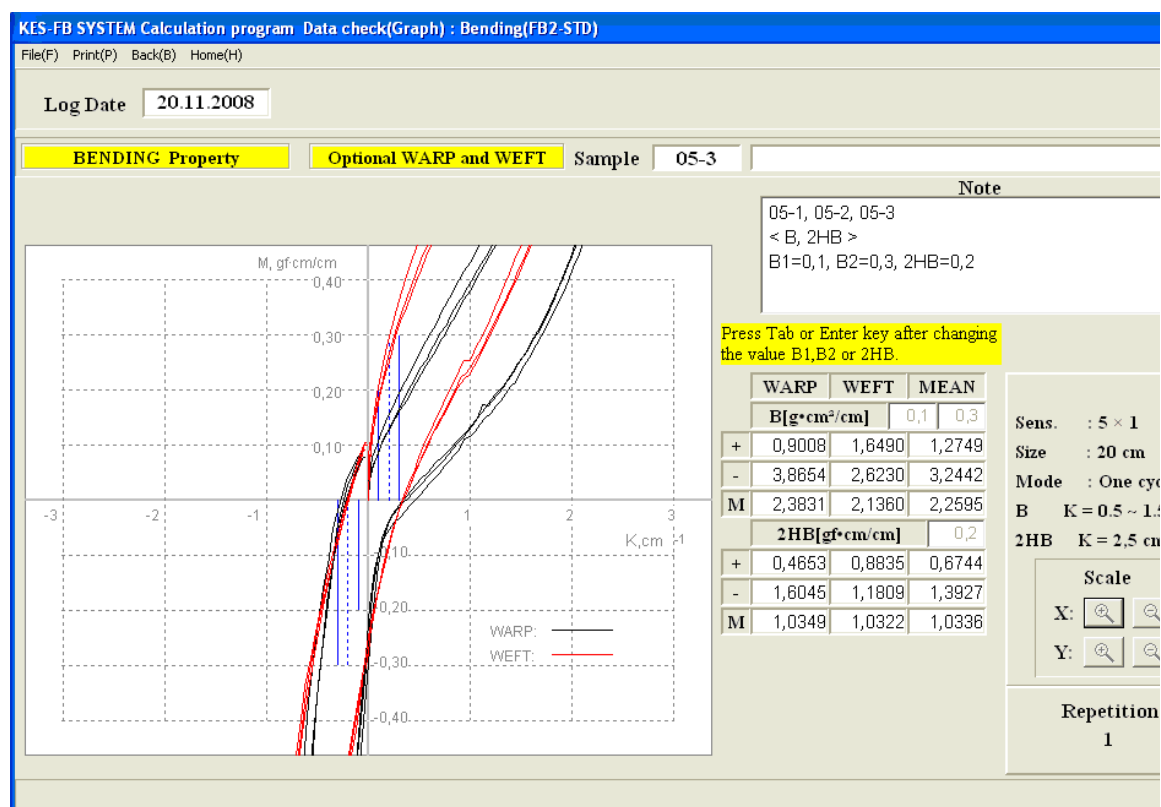 KES-FB SYSTEM Calculation program Data check(Graph) : Bending(FB2-STD)
File(F) Print(P) Back(B) Home(H)
Log Date 20.11.2008
BENDING Property Optional WARP and WEFT Sample 05-3
Note
05-1, 05-2, 05-3
< B, 2HB >
B1=0,1, B2=0,3, 2HB=0,2
M, gf·cm/cm
0,40
0,30
0,20
0,10
-3 -2 -1 1 2 3
K,cm -1
-0,10
-0,20
-0,30
-0,40
WARP:
WEFT:
Press Tab or Enter key after changing
the value B1,B2 or 2HB.
WARP WEFT MEAN
B[g•cm²/cm] 0,1 0,3
+ 0,9008 1,6490 1,2749
- 3,8654 2,6230 3,2442
M 2,3831 2,1360 2,2595
2HB[gf•cm/cm] 0,2
+ 0,4653 0,8835 0,6744
- 1,6045 1,1809 1,3927
M 1,0349 1,0322 1,0336
Sens. : 5 × 1
Size : 20 cm
Mode : One cyc
B K = 0.5 ~ 1.5
2HB K = 2,5 cm
Scale
X:
Y:
Repetition
1